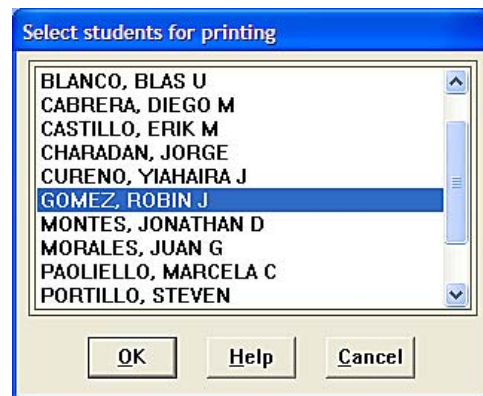 Select students for printing
BLANCO, BLAS U
CABRERA, DIEGO M
CASTILLO, ERIK M
CHARADAN, JORGE
CURENO, YIAHAIRA J
GOMEZ, ROBIN J
MONTES, JONATHAN D
MORALES, JUAN G
PAOLIELLO, MARCELA C
PORTILLO, STEVEN
OK Help Cancel